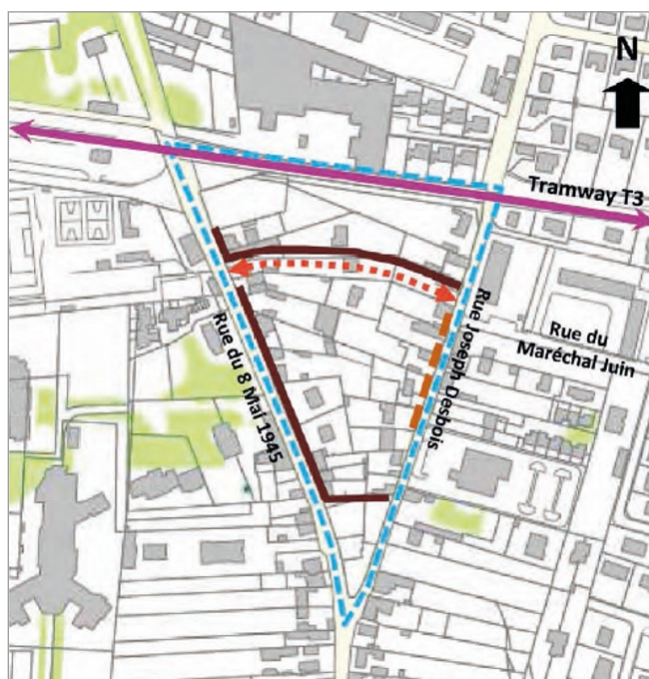 N
Tramway T3
Rue du 8 Mai 1945
Rue Joseph Desbois
Rue du
Maréchal Juin